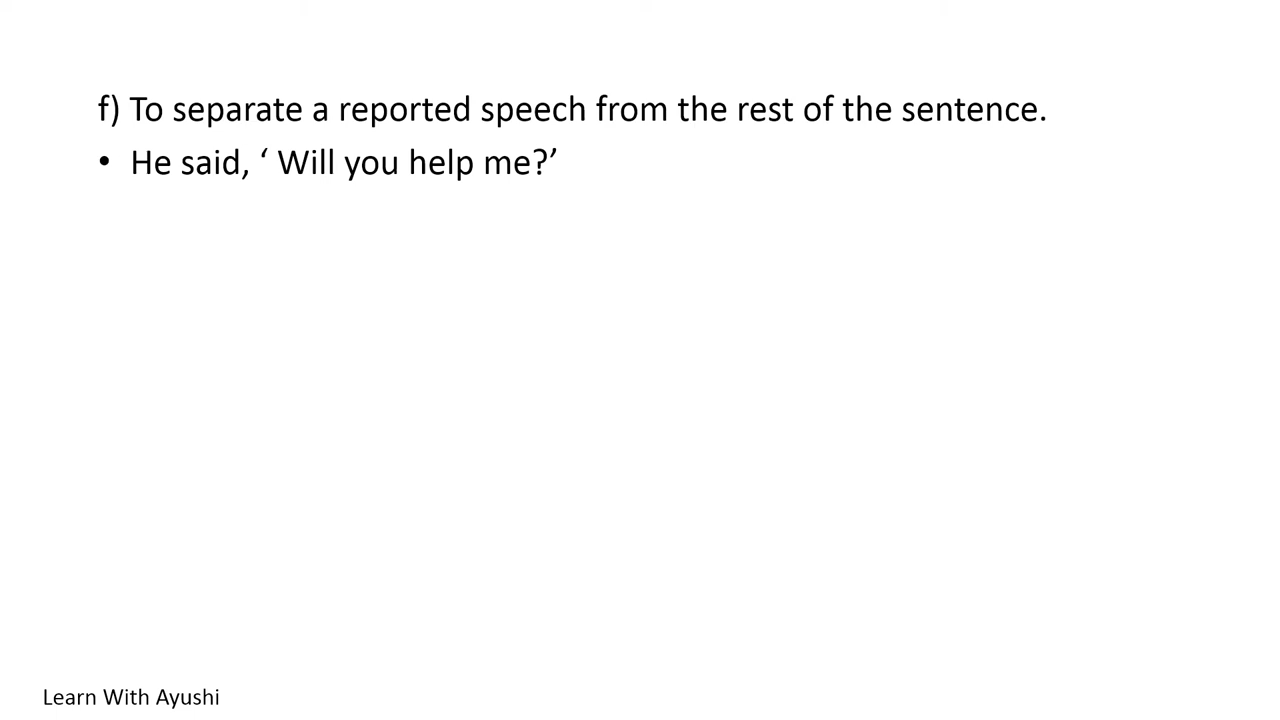 f) To separate a reported speech from the rest of the sentence.
• He said, ‘ Will you help me?’
Learn With Ayushi